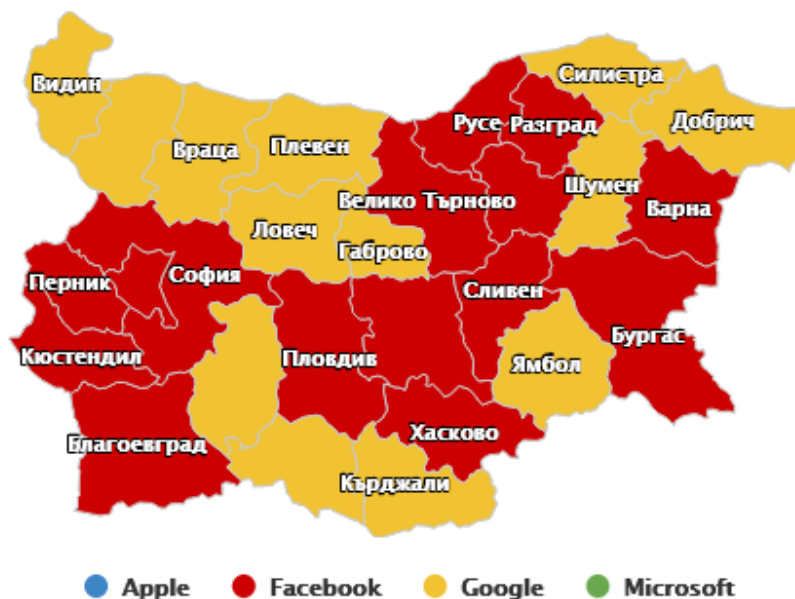 Видин
Силистра
Добрич
Русе
Разград
Враца
Плевен
Шумен
Велико Търново
Варна
Ловеч
Габрово
Перник
София
Сливен
Кюстендил
Пловдив
Бургас
Ямбол
Благоевград
Хасково
Кърджали
Apple
Facebook
Google
Microsoft